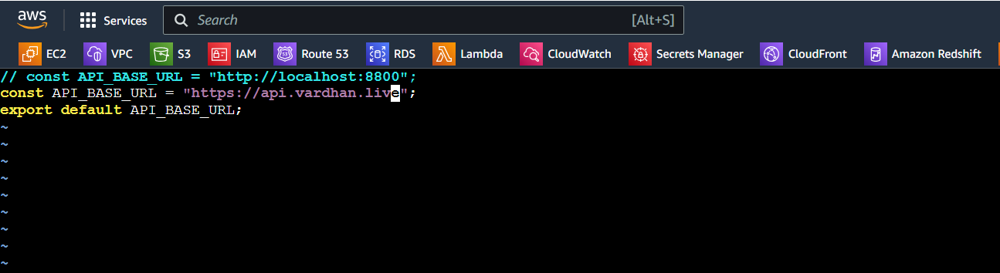 aws Services Search [Alt+S]
EC2 VPC S3 IAM Route 53 RDS Lambda CloudWatch Secrets Manager CloudFront Amazon Redshift
// const API_BASE_URL = "http://localhost:8800";
const API_BASE_URL = "https://api.vardhan.live";
export default API_BASE_URL;
~
~
~
~
~
~
~
~
~